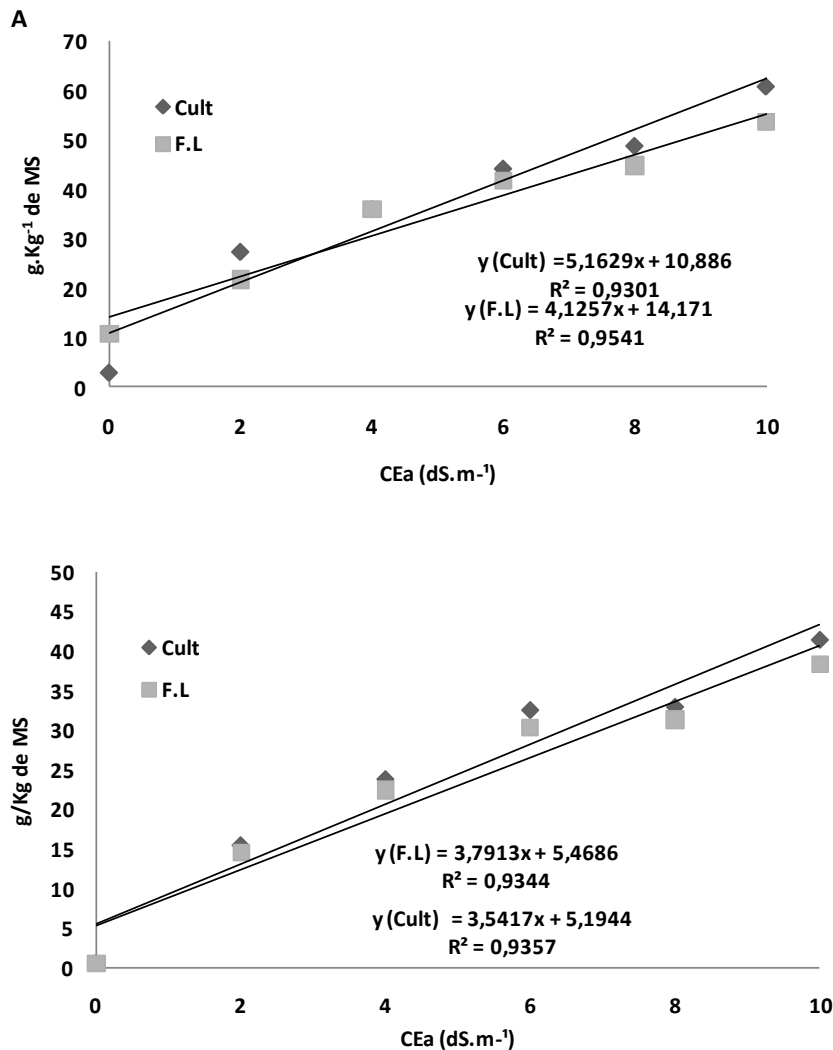 A
70
60
50
40
30
20
10
0
g.Kg⁻¹ de MS
Cult
F.L
y (Cult) =5,1629x + 10,886
R² = 0,9301
y (F.L) = 4,1257x + 14,171
R² = 0,9541
0 2 4 6 8 10
CEa (dS.m-¹)
50
45
40
35
30
25
20
15
10
5
0
g/Kg de MS
Cult
F.L
y (F.L) = 3,7913x + 5,4686
R² = 0,9344
y (Cult) = 3,5417x + 5,1944
R² = 0,9357
0 2 4 6 8 10
CEa (dS.m-¹)